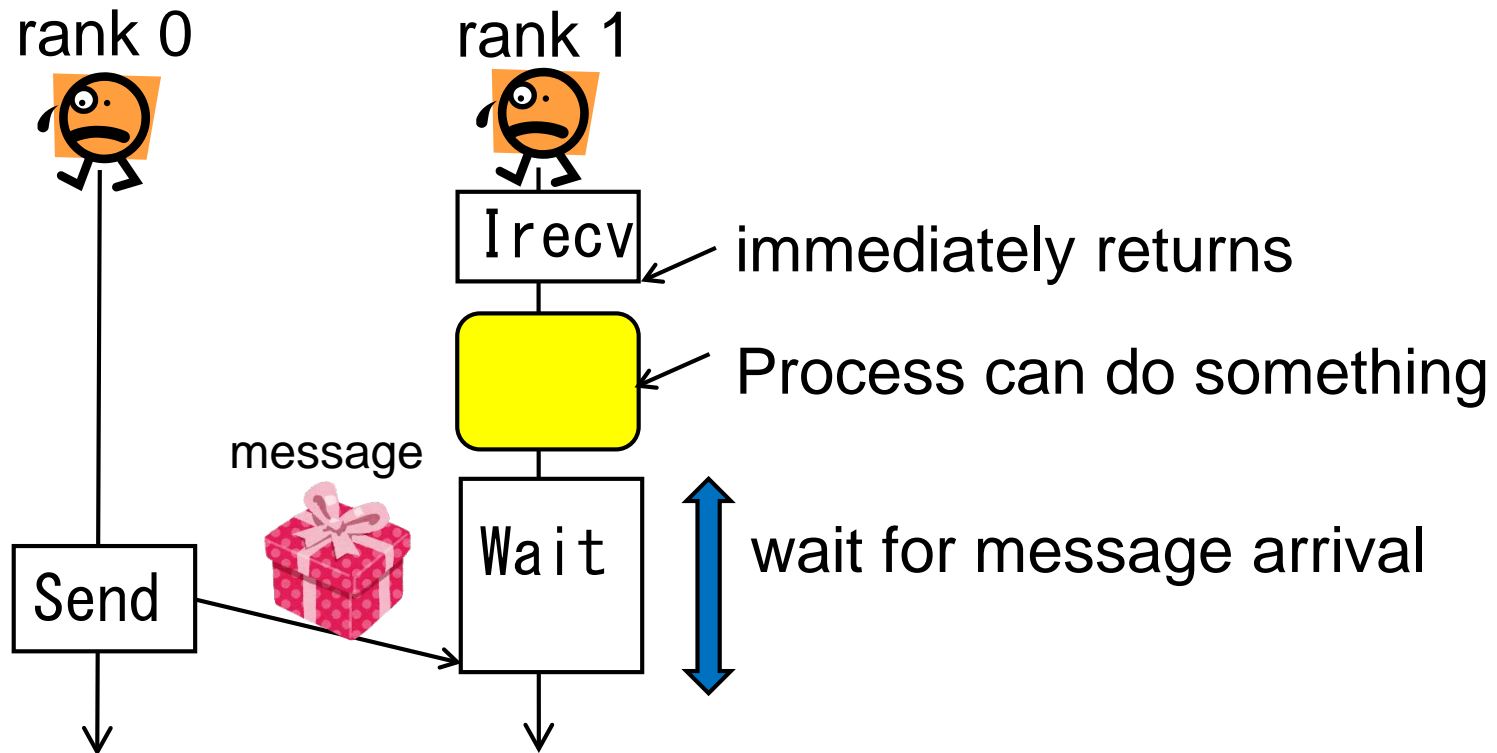 rank 0
rank 1
Irecv
immediately returns
Process can do something
message
Send
Wait
wait for message arrival